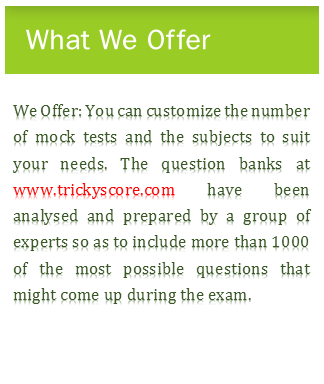 What We Offer
We Offer: You can customize the number
of mock tests and the subjects to suit
your needs. The question banks at
www.trickyscore.com have been
analysed and prepared by a group of
experts so as to include more than 1000
of the most possible questions that
might come up during the exam.